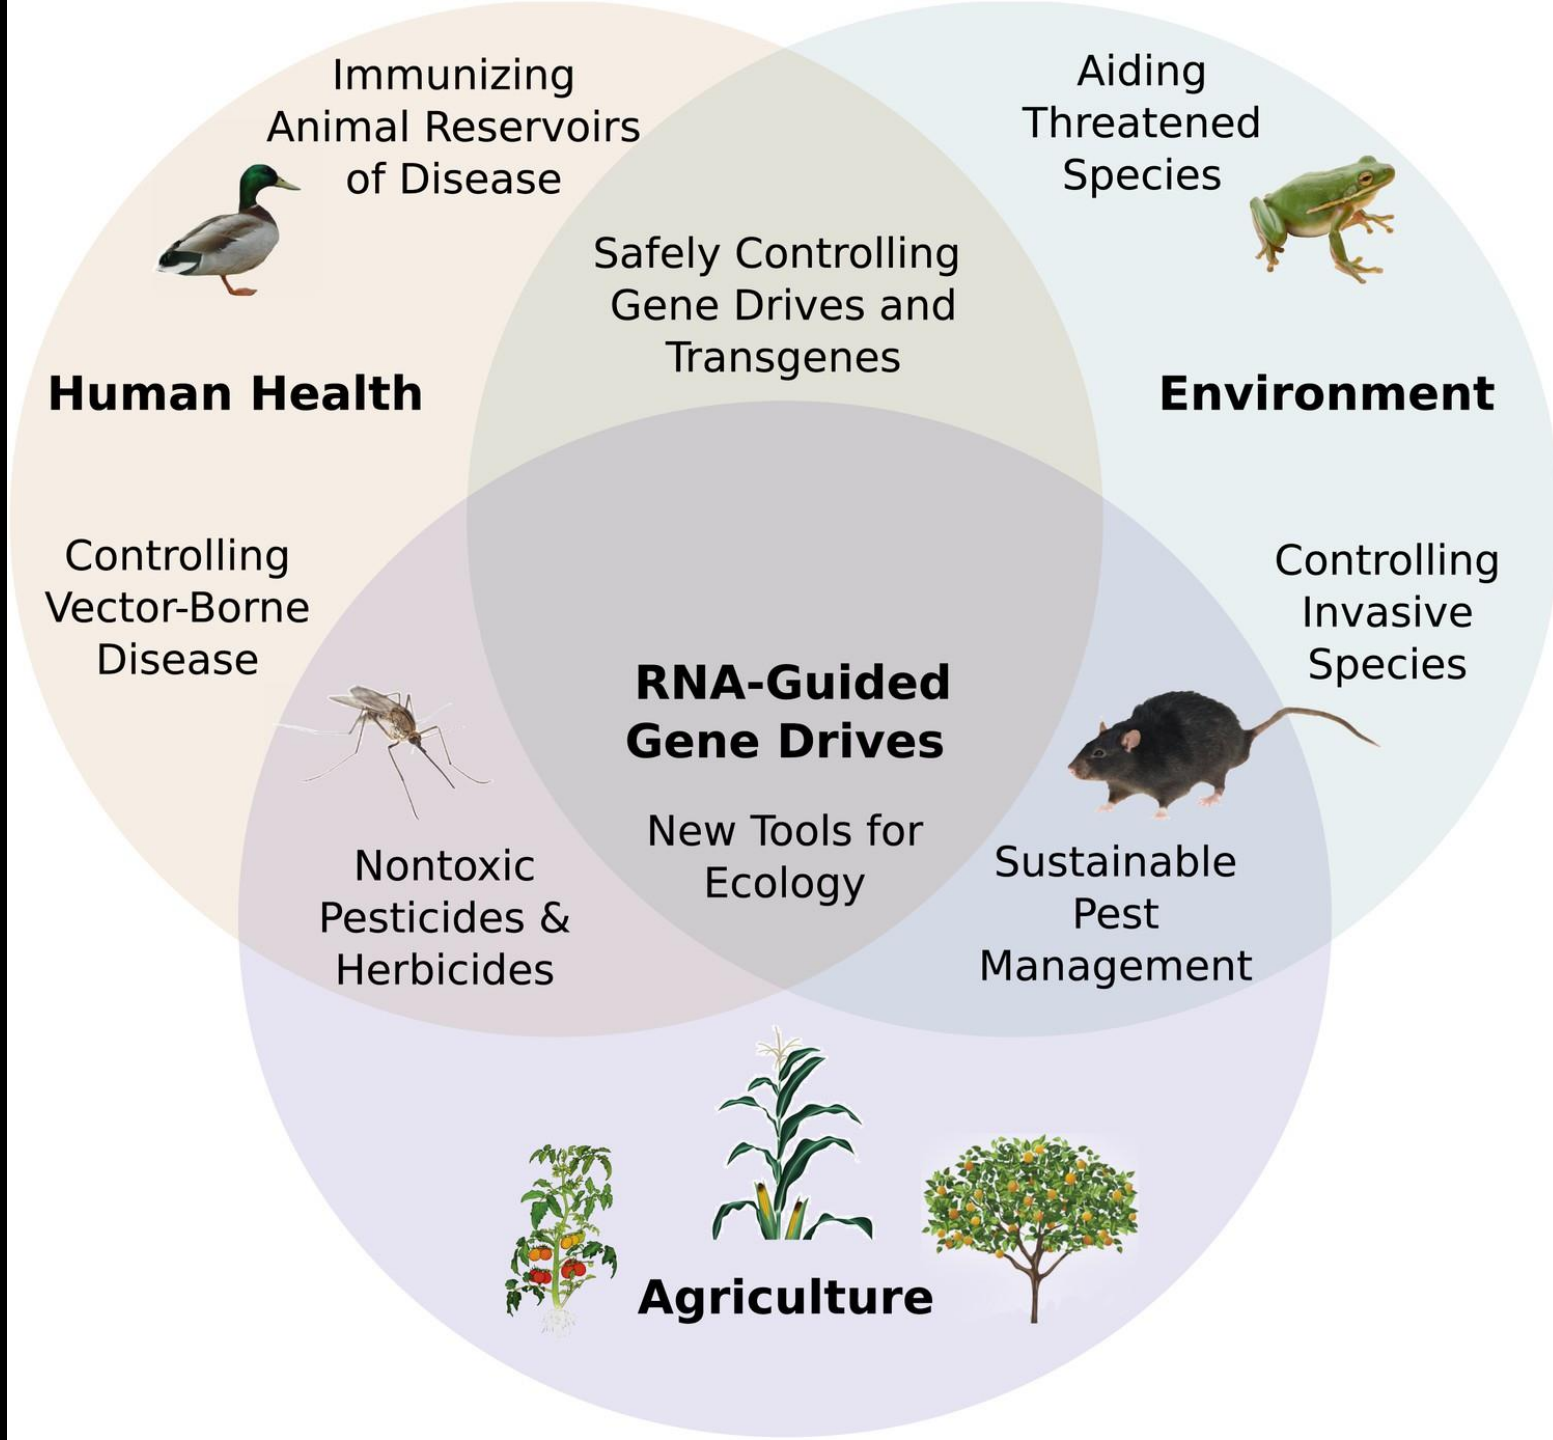 Immunizing
Animal Reservoirs
of Disease
Aiding
Threatened
Species
Safely Controlling
Gene Drives and
Transgenes
Human Health
Environment
Controlling
Vector-Borne
Disease
Controlling
Invasive
Species
RNA-Guided
Gene Drives
New Tools for
Ecology
Nontoxic
Pesticides &
Herbicides
Sustainable
Pest
Management
Agriculture